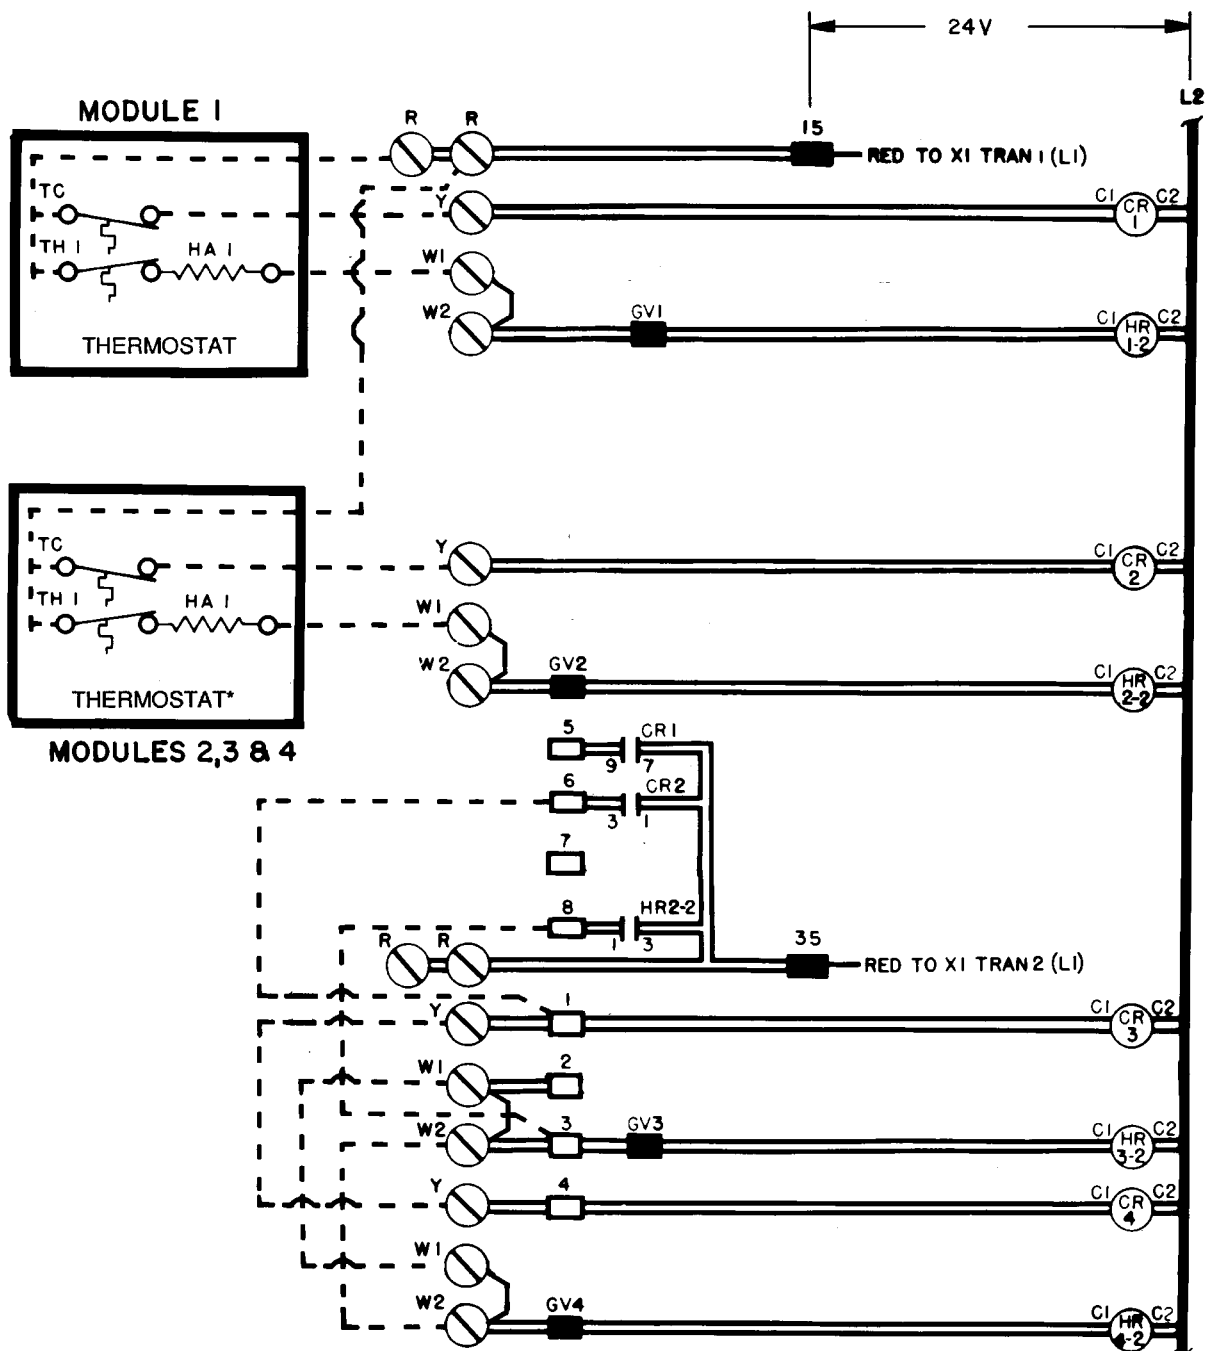 24V
L2
MODULE 1
R R 15
RED TO X1 TRAN 1 (L1)
TC
Y
C1 CR 1 C2
TH 1 HA 1
W1
W2 GV1
C1 HR 1-2 C2
THERMOSTAT
TC
Y
C1 CR 2 C2
TH 1 HA 1
W1
W2 GV2
C1 HR 2-2 C2
THERMOSTAT*
MODULES 2,3 & 4
5 CR1
9 7
6 CR2
3 1
7
8 HR2-2
1 3
R R 35
RED TO X1 TRAN 2 (L1)
Y 1
C1 CR 3 C2
W1 2
W2 3 GV3
C1 HR 3-2 C2
Y 4
C1 CR 4 C2
W1
W2 GV4
C1 HR 4-2 C2